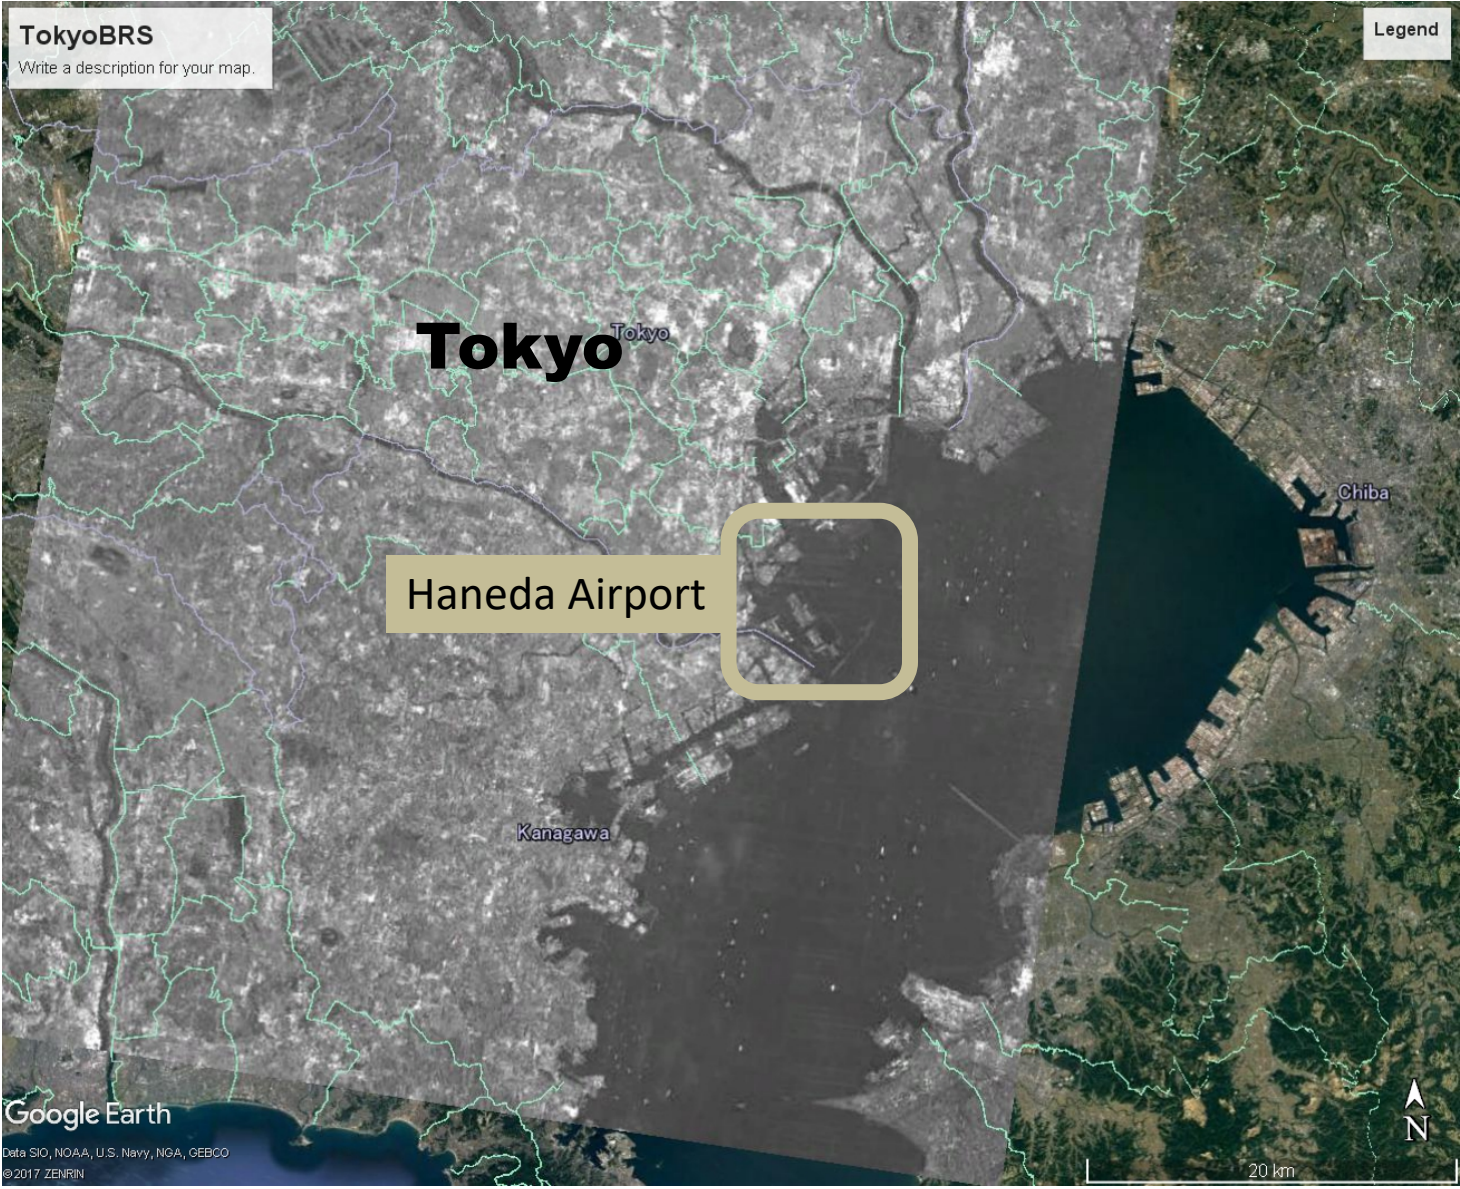 TokyoBRS
Write a description for your map.
Legend
Tokyo
Tokyo
Chiba
Haneda Airport
Kanagawa
Google Earth
Data SIO, NOAA, U.S. Navy, NGA, GEBCO
©2017 ZENRIN
N
20 km